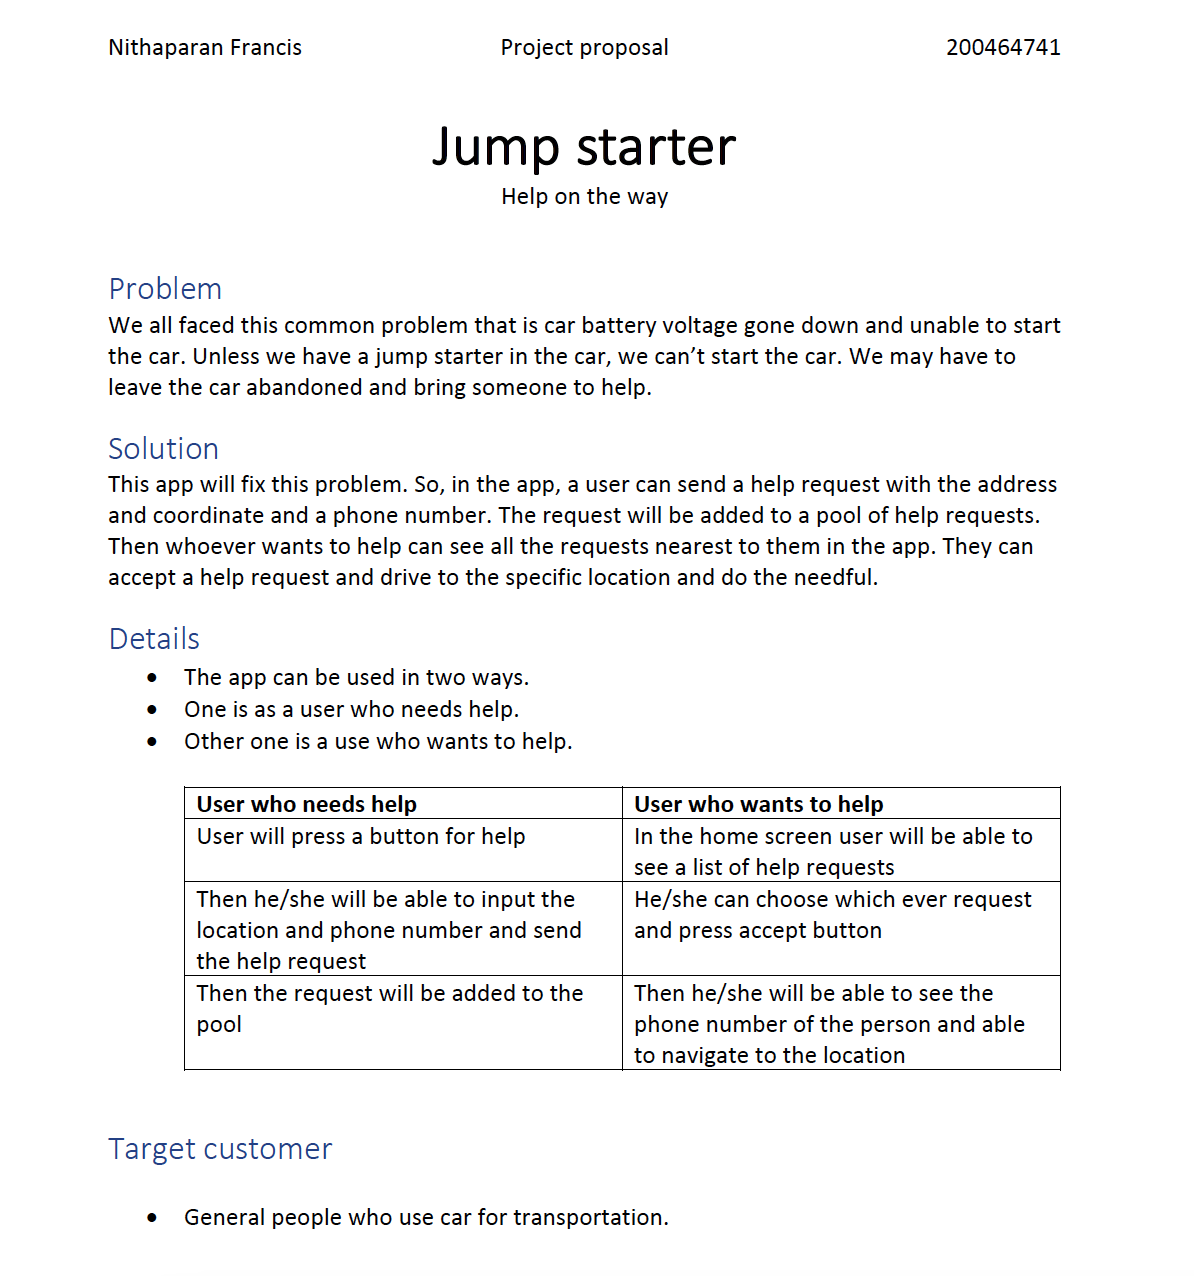 Nithaparan Francis Project proposal 200464741
Jump starter
Help on the way
Problem
We all faced this common problem that is car battery voltage gone down and unable to start
the car. Unless we have a jump starter in the car, we can’t start the car. We may have to
leave the car abandoned and bring someone to help.
Solution
This app will fix this problem. So, in the app, a user can send a help request with the address
and coordinate and a phone number. The request will be added to a pool of help requests.
Then whoever wants to help can see all the requests nearest to them in the app. They can
accept a help request and drive to the specific location and do the needful.
Details
• The app can be used in two ways.
• One is as a user who needs help.
• Other one is a use who wants to help.
User who needs help
User who wants to help
User will press a button for help
In the home screen user will be able to
see a list of help requests
Then he/she will be able to input the
location and phone number and send
the help request
He/she can choose which ever request
and press accept button
Then the request will be added to the
pool
Then he/she will be able to see the
phone number of the person and able
to navigate to the location
Target customer
• General people who use car for transportation.